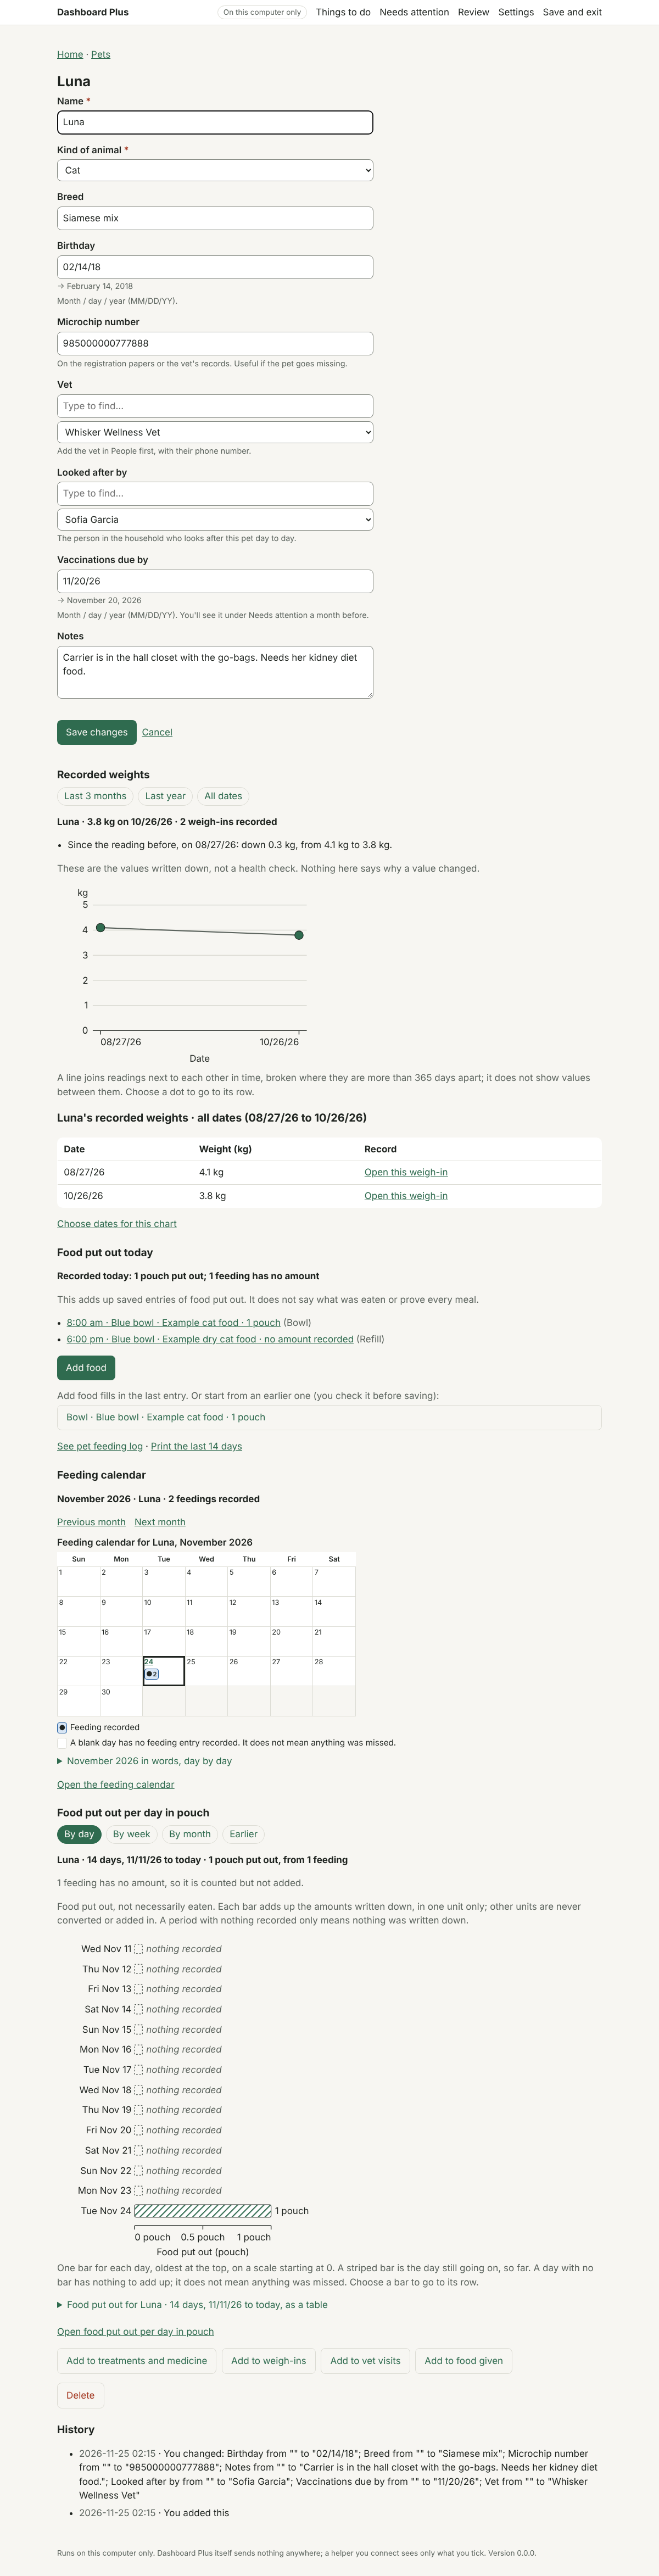 Dashboard Plus
On this computer only
Things to do
Needs attention
Review
Settings
Save and exit
Home · Pets
Luna
Name *
Luna
Kind of animal *
Cat
Breed
Siamese mix
Birthday
02/14/18
→ February 14, 2018
Month / day / year (MM/DD/YY).
Microchip number
985000000777888
On the registration papers or the vet's records. Useful if the pet goes missing.
Vet
Type to find...
Whisker Wellness Vet
Add the vet in People first, with their phone number.
Looked after by
Type to find...
Sofia Garcia
The person in the household who looks after this pet day to day.
Vaccinations due by
11/20/26
→ November 20, 2026
Month / day / year (MM/DD/YY). You'll see it under Needs attention a month before.
Notes
Carrier is in the hall closet with the go-bags. Needs her kidney diet
food.
Save changes
Cancel
Recorded weights
Last 3 months
Last year
All dates
Luna · 3.8 kg on 10/26/26 · 2 weigh-ins recorded
• Since the reading before, on 08/27/26: down 0.3 kg, from 4.1 kg to 3.8 kg.
These are the values written down, not a health check. Nothing here says why a value changed.
kg
5
4
3
2
1
0
08/27/26
10/26/26
Date
A line joins readings next to each other in time, broken where they are more than 365 days apart; it does not show values
between them. Choose a dot to go to its row.
Luna's recorded weights · all dates (08/27/26 to 10/26/26)
Date Weight (kg) Record
08/27/26 4.1 kg Open this weigh-in
10/26/26 3.8 kg Open this weigh-in
Choose dates for this chart
Food put out today
Recorded today: 1 pouch put out; 1 feeding has no amount
This adds up saved entries of food put out. It does not say what was eaten or prove every meal.
• 8:00 am · Blue bowl · Example cat food · 1 pouch (Bowl)
• 6:00 pm · Blue bowl · Example dry cat food · no amount recorded (Refill)
Add food
Add food fills in the last entry. Or start from an earlier one (you check it before saving):
Bowl · Blue bowl · Example cat food · 1 pouch
See pet feeding log · Print the last 14 days
Feeding calendar
November 2026 · Luna · 2 feedings recorded
Previous month
Next month
Feeding calendar for Luna, November 2026
Sun Mon Tue Wed Thu Fri Sat
1 2 3 4 5 6 7
8 9 10 11 12 13 14
15 16 17 18 19 20 21
22 23 24 25 26 27 28
2
29 30
Feeding recorded
A blank day has no feeding entry recorded. It does not mean anything was missed.
November 2026 in words, day by day
Open the feeding calendar
Food put out per day in pouch
By day
By week
By month
Earlier
Luna · 14 days, 11/11/26 to today · 1 pouch put out, from 1 feeding
1 feeding has no amount, so it is counted but not added.
Food put out, not necessarily eaten. Each bar adds up the amounts written down, in one unit only; other units are never
converted or added in. A period with nothing recorded only means nothing was written down.
Wed Nov 11 nothing recorded
Thu Nov 12 nothing recorded
Fri Nov 13 nothing recorded
Sat Nov 14 nothing recorded
Sun Nov 15 nothing recorded
Mon Nov 16 nothing recorded
Tue Nov 17 nothing recorded
Wed Nov 18 nothing recorded
Thu Nov 19 nothing recorded
Fri Nov 20 nothing recorded
Sat Nov 21 nothing recorded
Sun Nov 22 nothing recorded
Mon Nov 23 nothing recorded
Tue Nov 24 1 pouch
0 pouch 0.5 pouch 1 pouch
Food put out (pouch)
One bar for each day, oldest at the top, on a scale starting at 0. A striped bar is the day still going on, so far. A day with no
bar has nothing to add up; it does not mean anything was missed. Choose a bar to go to its row.
Food put out for Luna · 14 days, 11/11/26 to today, as a table
Open food put out per day in pouch
Add to treatments and medicine
Add to weigh-ins
Add to vet visits
Add to food given
Delete
History
• 2026-11-25 02:15 · You changed: Birthday from "" to "02/14/18"; Breed from "" to "Siamese mix"; Microchip number
from "" to "985000000777888"; Notes from "" to "Carrier is in the hall closet with the go-bags. Needs her kidney diet
food."; Looked after by from "" to "Sofia Garcia"; Vaccinations due by from "" to "11/20/26"; Vet from "" to "Whisker
Wellness Vet"
• 2026-11-25 02:15 · You added this
Runs on this computer only. Dashboard Plus itself sends nothing anywhere; a helper you connect sees only what you tick. Version 0.0.0.